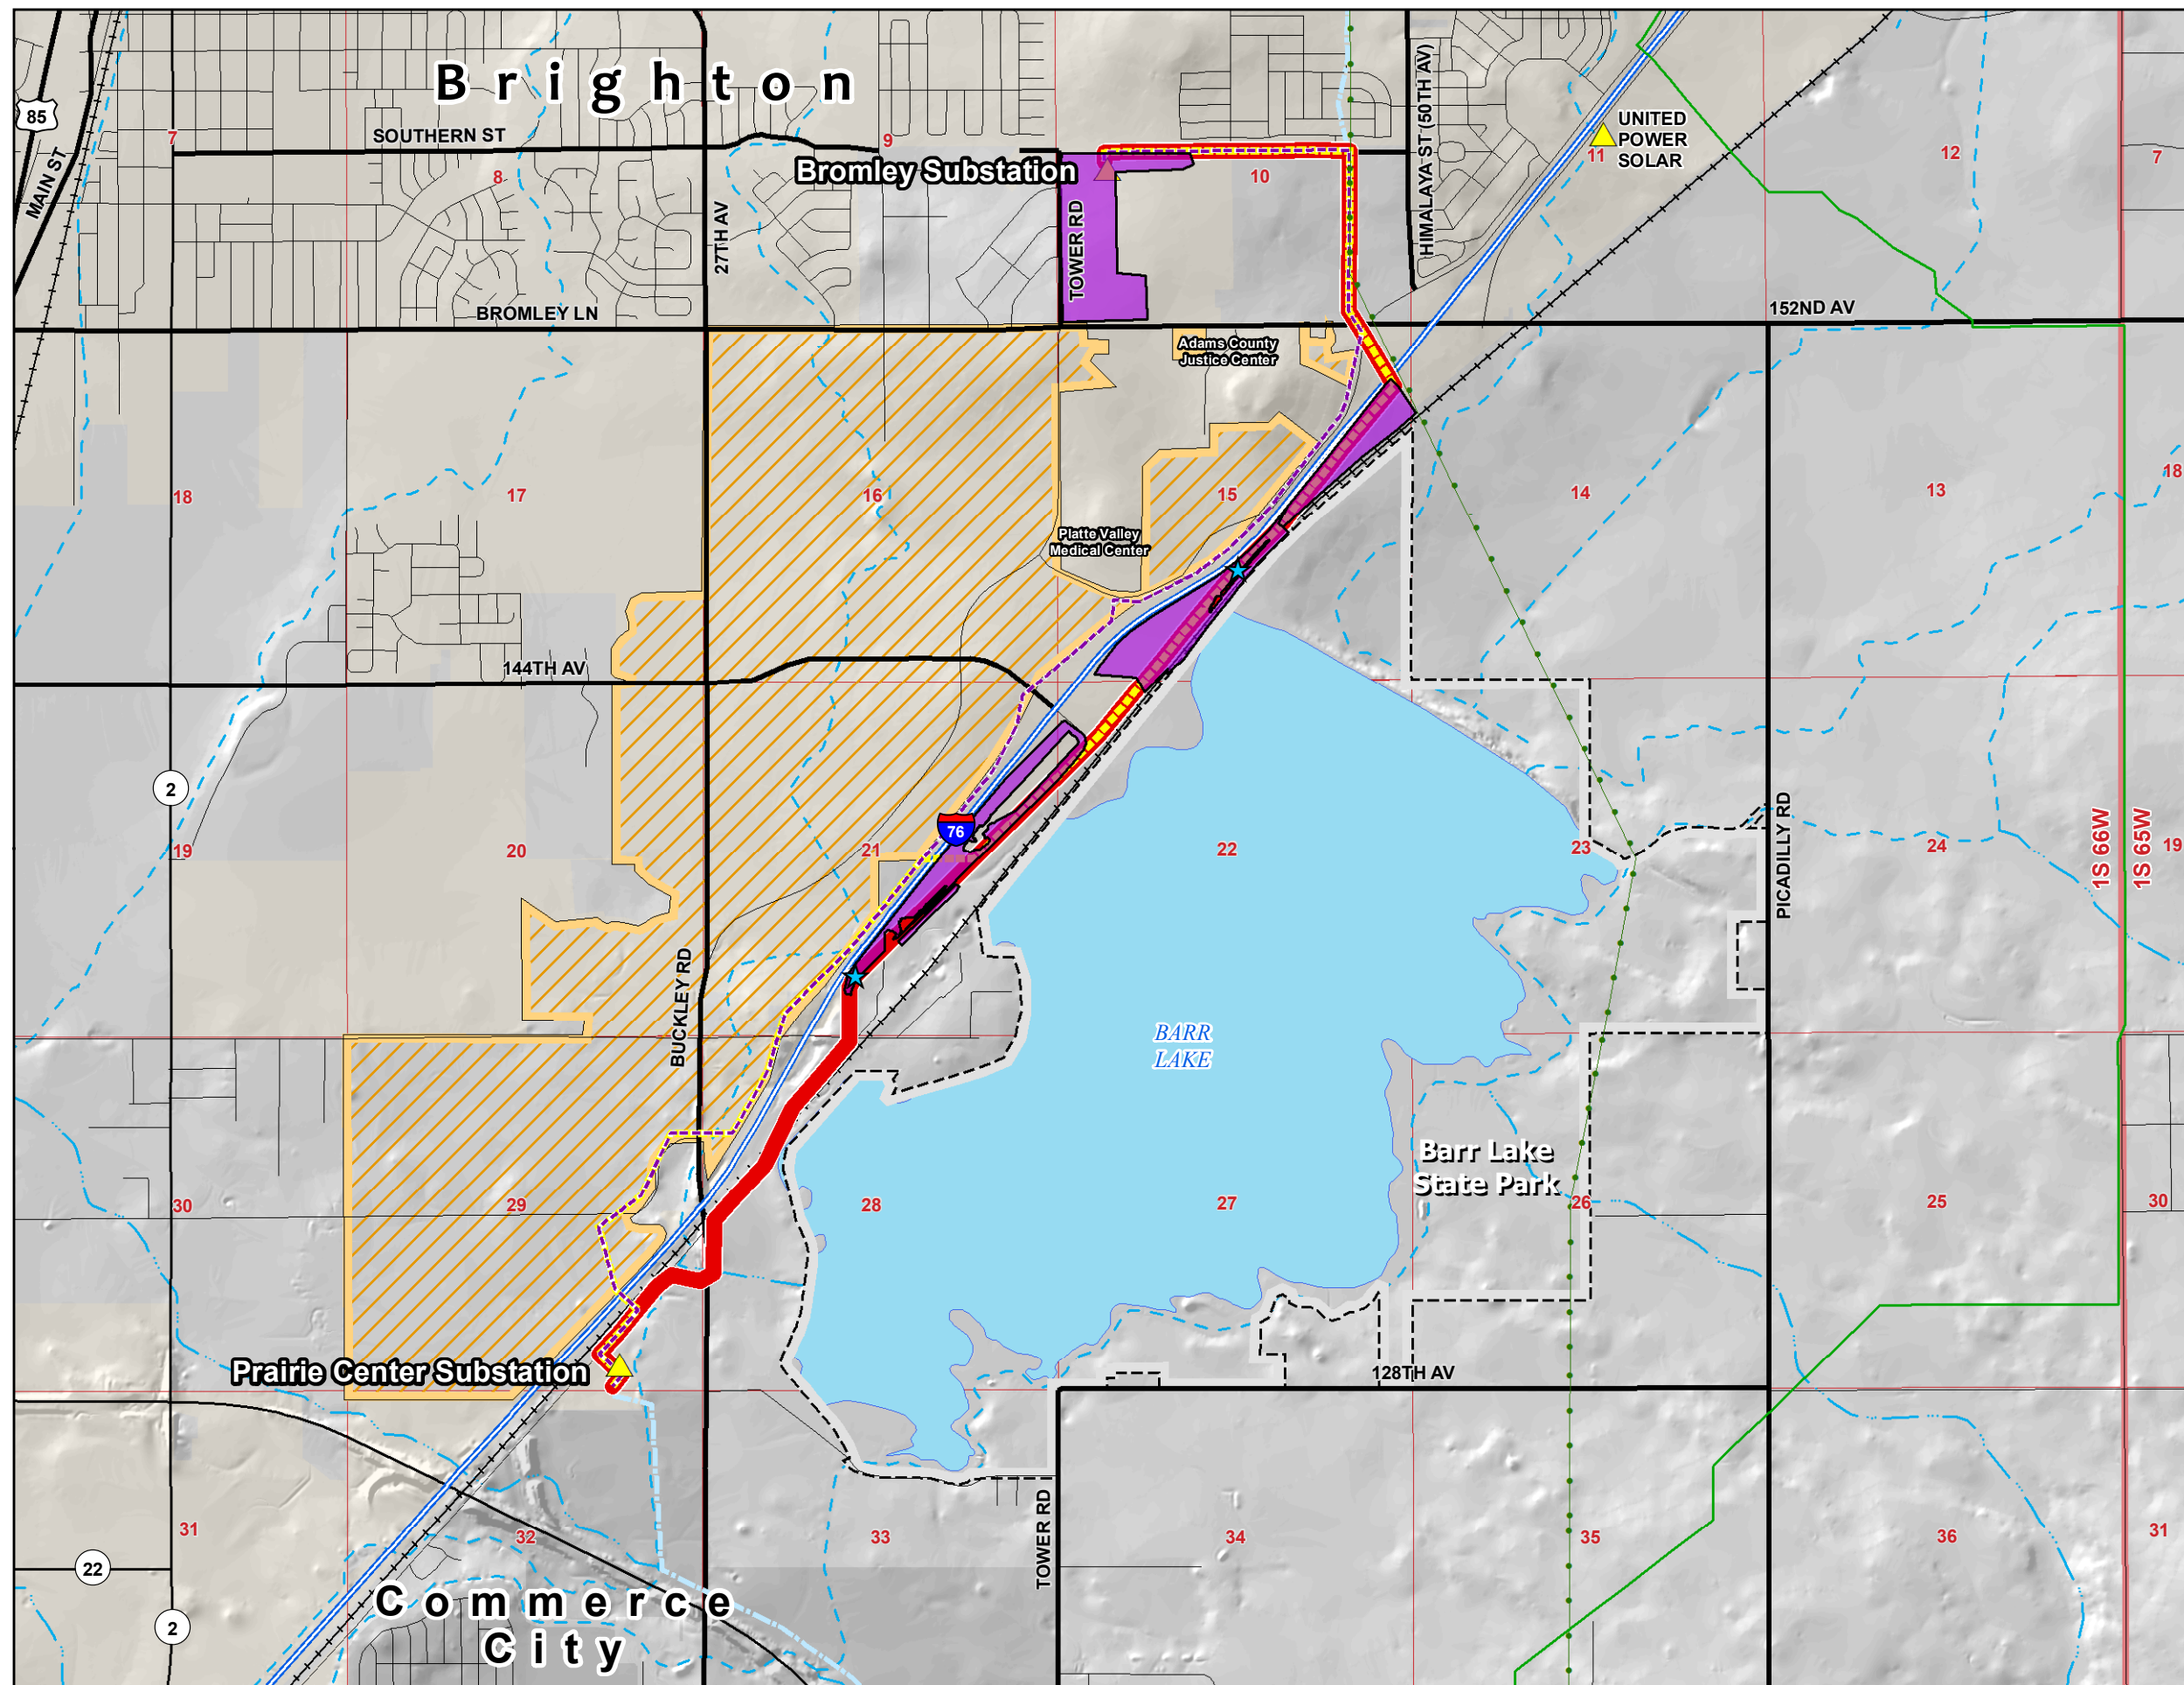 Brighton
85
MAIN ST
SOUTHERN ST
7
8
9
Bromley Substation
10
TOWER RD
27TH AV
HIMALAYA ST (50TH AV)
UNITED
POWER
SOLAR
11
12
7
BROMLEY LN
152ND AV
Adams County
Justice Center
18
17
16
15
14
13
18
Platte Valley
Medical Center
144TH AV
2
76
19
20
21
22
23
24
19
PICADILLY RD
1S 66W
1S 65W
BUCKLEY RD
BARR
LAKE
Barr Lake
State Park
30
29
28
27
26
25
30
Prairie Center Substation
128TH AV
31
32
33
34
35
36
31
TOWER RD
22
2
Commerce
City